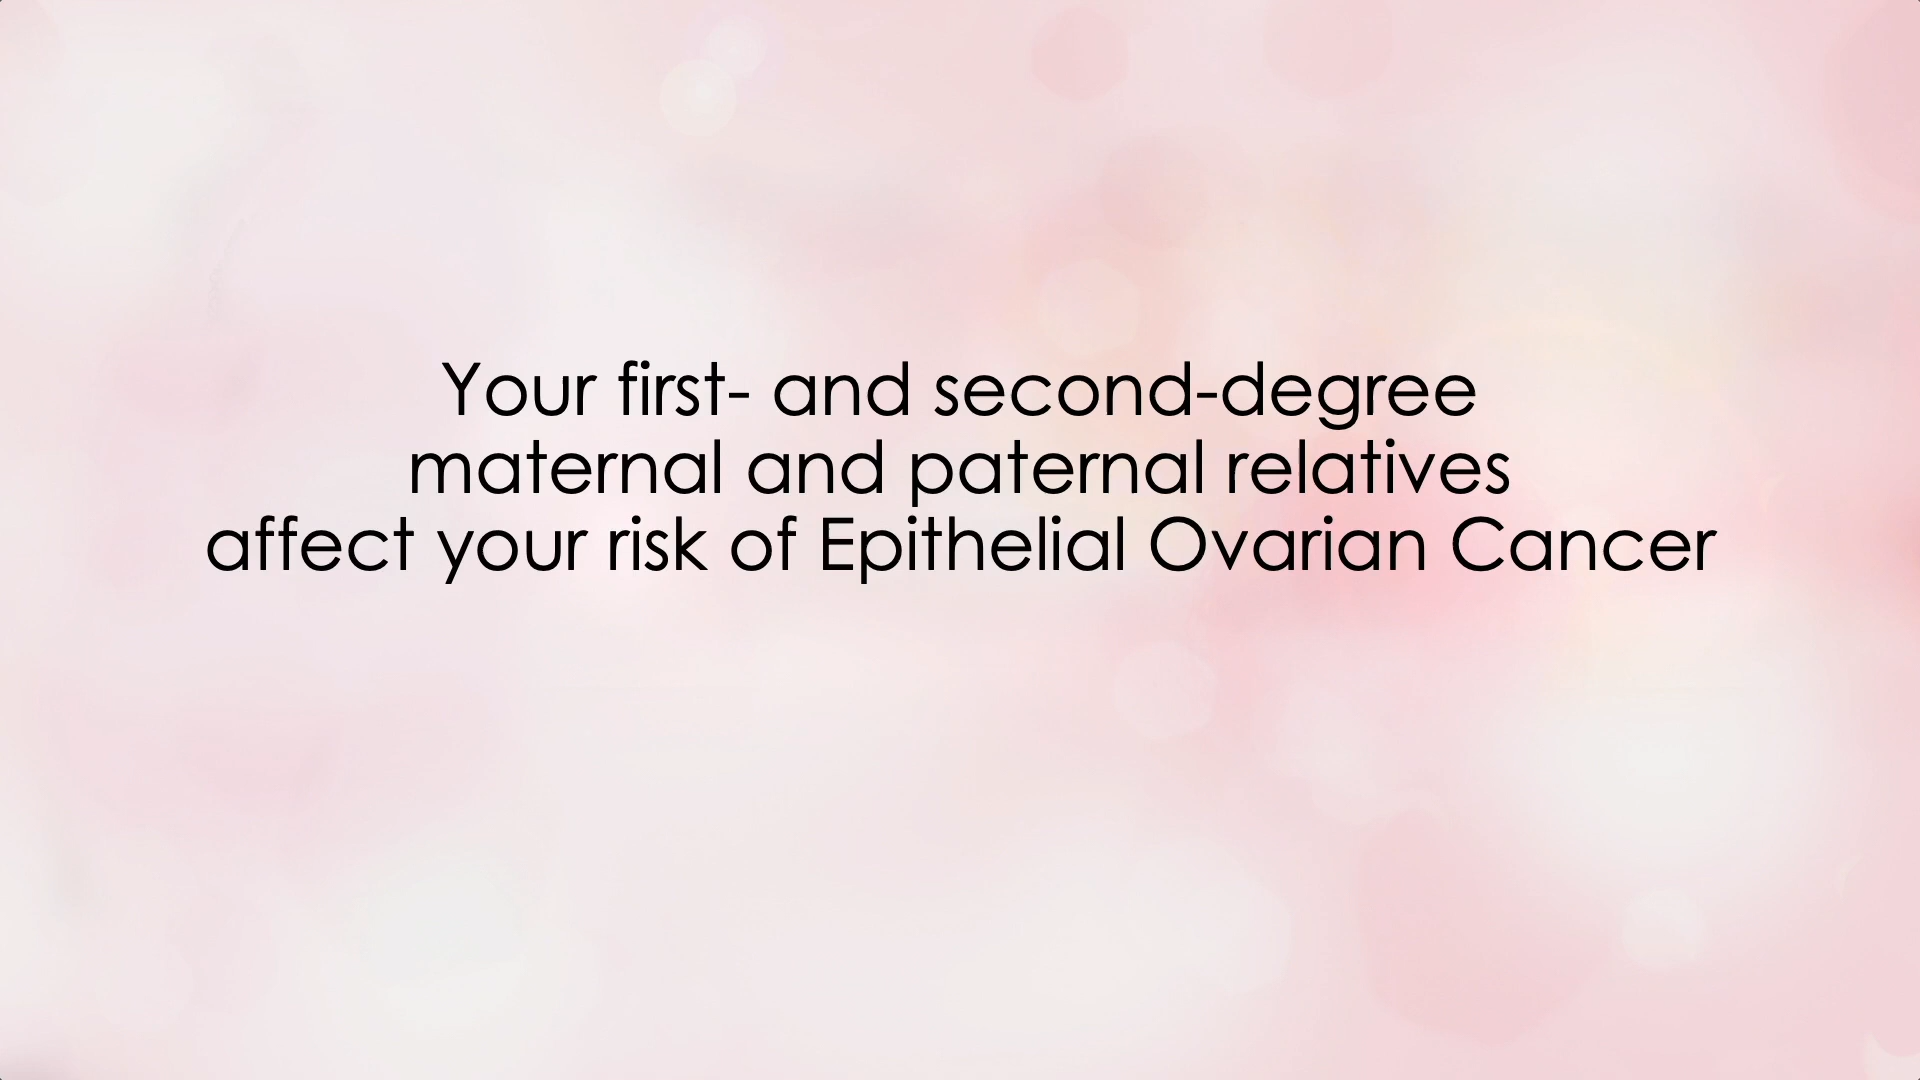 Your first- and second-degree
maternal and paternal relatives
affect your risk of Epithelial Ovarian Cancer